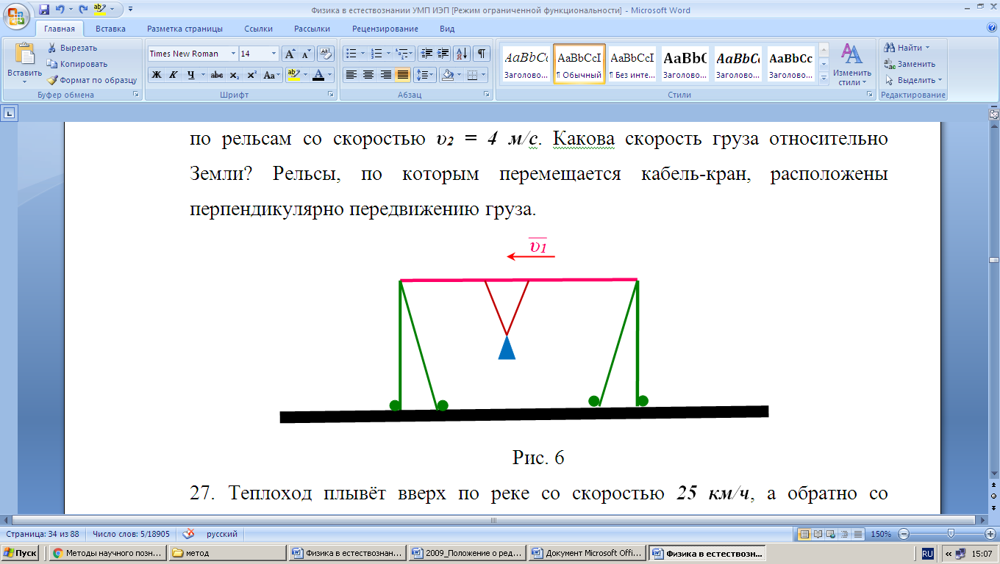 Физика в естествознании УМП ИЭП [Режим ограниченной функциональности] - Microsoft Word
Главная Вставка Разметка страницы Ссылки Рассылки Рецензирование Вид
Вставить
Вырезать
Копировать
Формат по образцу
Буфер обмена
Times New Roman 14
Ж К Ч abc x₂ x² Aa A
Шрифт
Абзац
AaBbCc AaBbCcI AaBbCcI AaBbC AaBbCc AaBbCc
Заголово... ¶ Обычный ¶ Без инте... Заголово... Заголово... Заголово...
Изменить стили
Стили
Найти
Заменить
Выделить
Редактирование
по рельсам со скоростью υ₂ = 4 м/с. Какова скорость груза относительно
Земли? Рельсы, по которым перемещается кабель-кран, расположены
перпендикулярно передвижению груза.
υ1
Рис. 6
27. Теплоход плывёт вверх по реке со скоростью 25 км/ч, а обратно со
Страница: 34 из 88 Число слов: 5/18905 русский 150%
Пуск Методы научного позн... метод Физика в естествознан... 2009_Положение о ред... Документ Microsoft Offi... Физика в естествозн... RU « 15:07